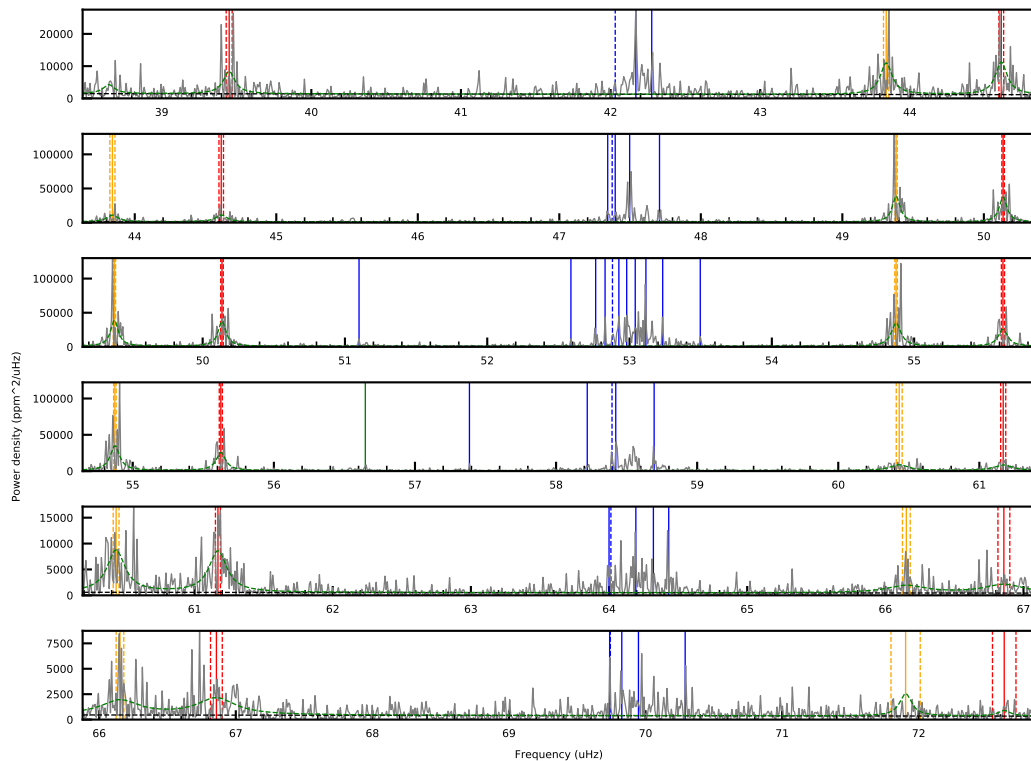 20000
10000
0
39 40 41 42 43 44
100000
50000
0
44 45 46 47 48 49 50
100000
50000
0
50 51 52 53 54 55
100000
50000
0
55 56 57 58 59 60 61
Power density (ppm^2/uHz)
15000
10000
5000
0
61 62 63 64 65 66 67
7500
5000
2500
0
66 67 68 69 70 71 72
Frequency (uHz)